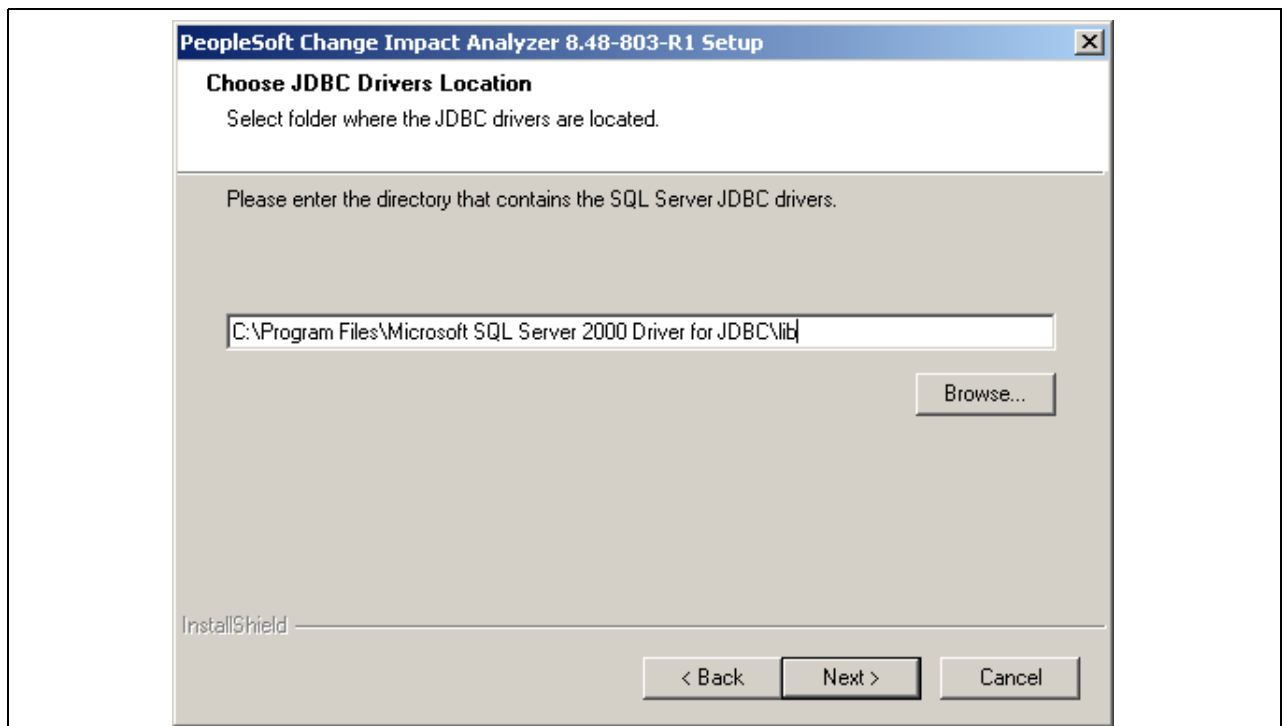 PeopleSoft Change Impact Analyzer 8.48-803-R1 Setup
Choose JDBC Drivers Location
Select folder where the JDBC drivers are located.
Please enter the directory that contains the SQL Server JDBC drivers.
C:\Program Files\Microsoft SQL Server 2000 Driver for JDBC\lib
Browse...
InstallShield
< Back Next > Cancel